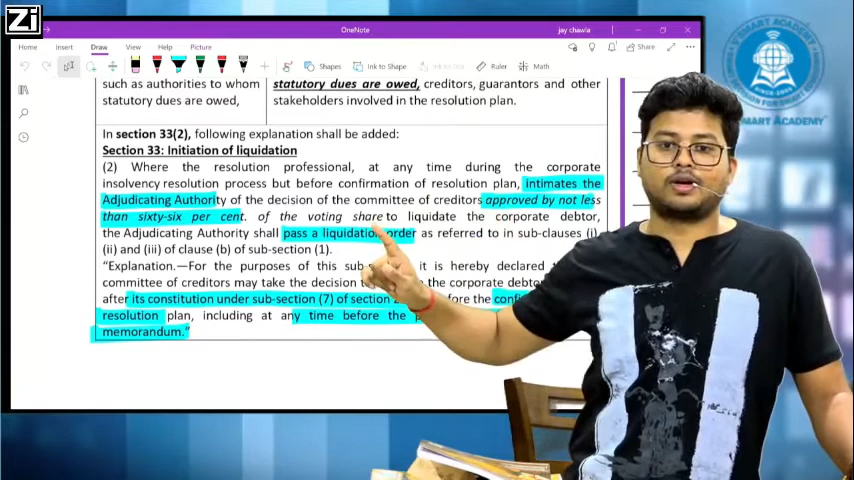 Zi
OneNote
jay chawla
Home Insert Draw View Help Picture
Share
Shapes
Ink to Shape
Ruler
Math
V'SMART ACADEMY
SINCE-2006
SMART ACADEMY
such as authorities to whom
statutory dues are owed,
statutory dues are owed, creditors, guarantors and other
stakeholders involved in the resolution plan.
In section 33(2), following explanation shall be added:
Section 33: Initiation of liquidation
(2) Where the resolution professional, at any time during the corporate
insolvency resolution process but before confirmation of resolution plan, intimates the
Adjudicating Authority of the decision of the committee of creditors approved by not less
than sixty-six per cent. of the voting share to liquidate the corporate debtor,
the Adjudicating Authority shall pass a liquidation order as referred to in sub-clauses (i),
(ii) and (iii) of clause (b) of sub-section (1).
“Explanation.—For the purposes of this sub- it is hereby declared
committee of creditors may take the decision the corporate debtor
after its constitution under sub-section (7) of section the
resolution plan, including at any time before the
memorandum.”